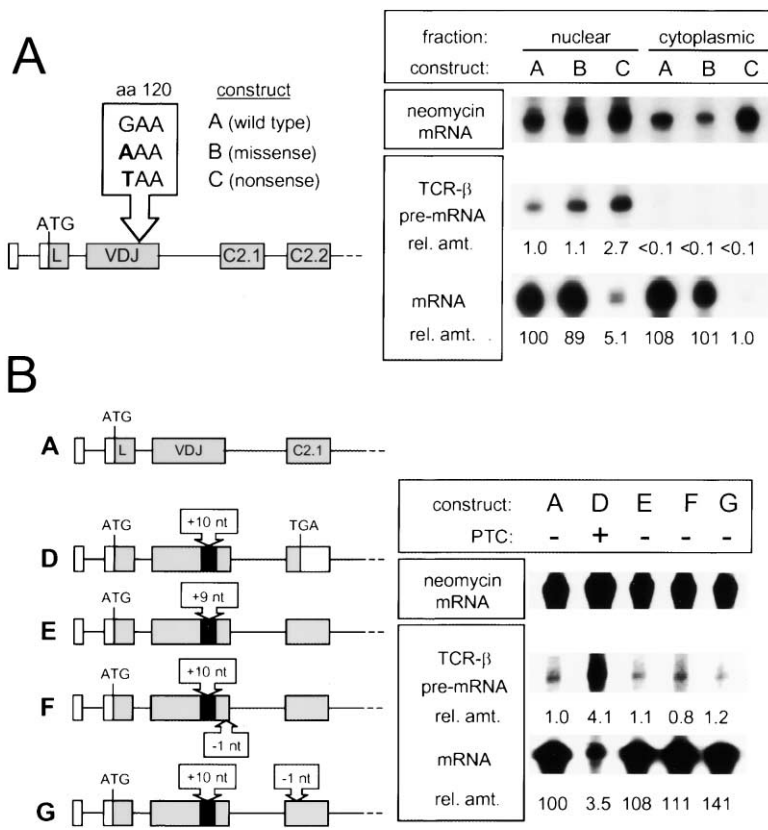 A
aa 120
construct
GAA
AAA
TAA
A (wild type)
B (missense)
C (nonsense)
ATG
L
VDJ
C2.1
C2.2
fraction: nuclear cytoplasmic
construct: A B C A B C
neomycin
mRNA
TCR-β
pre-mRNA
rel. amt. 1.0 1.1 2.7 <0.1 <0.1 <0.1
mRNA
rel. amt. 100 89 5.1 108 101 1.0
B
ATG
A L VDJ C2.1
+10 nt
ATG TGA
D
+9 nt
ATG
E
+10 nt
ATG
F
-1 nt
+10 nt -1 nt
ATG
G
construct: A D E F G
PTC: - + - - -
neomycin
mRNA
TCR-β
pre-mRNA
rel. amt. 1.0 4.1 1.1 0.8 1.2
mRNA
rel. amt. 100 3.5 108 111 141